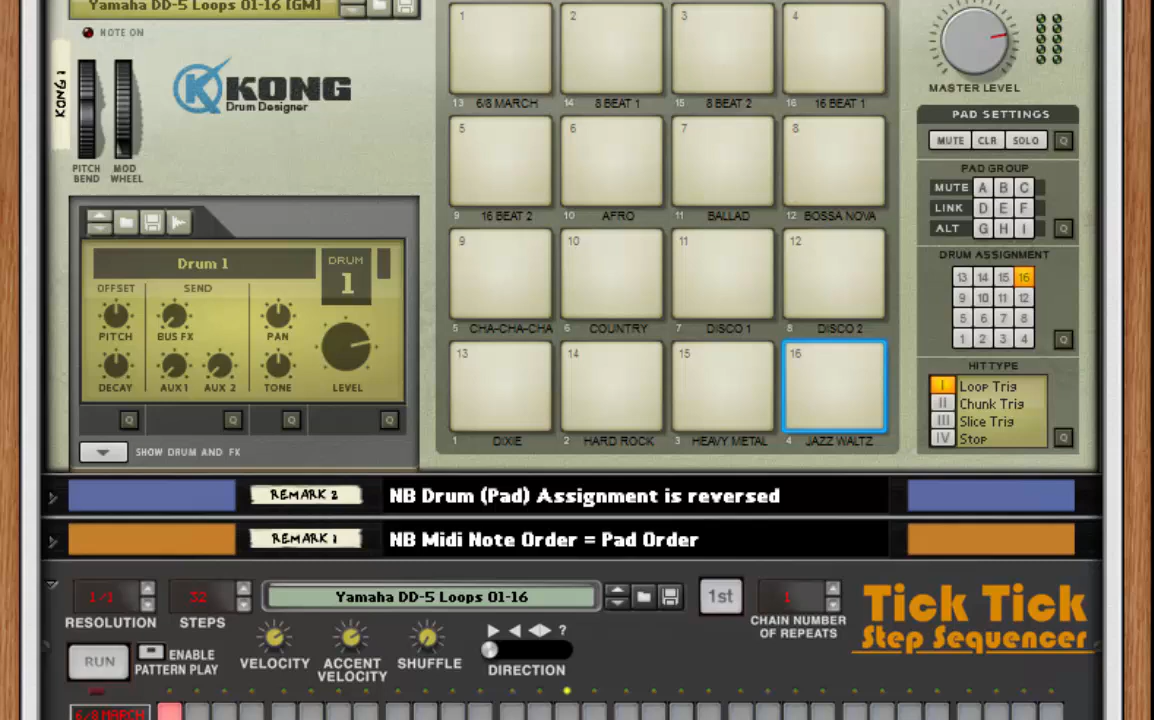 Yamaha DD-5 Loops 01-16 [GM]
NOTE ON
KONG 1
KONG
Drum Designer
PITCH BEND
MOD WHEEL
1 2 3 4
13 6/8 MARCH 14 8 BEAT 1 15 8 BEAT 2 16 16 BEAT 1
5 6 7 8
9 16 BEAT 2 10 AFRO 11 BALLAD 12 BOSSA NOVA
9 10 11 12
5 CHA-CHA-CHA 6 COUNTRY 7 DISCO 1 8 DISCO 2
13 14 15 16
1 DIXIE 2 HARD ROCK 3 HEAVY METAL 4 JAZZ WALTZ
MASTER LEVEL
PAD SETTINGS
MUTE CLR SOLO Q
PAD GROUP
MUTE A B C
LINK D E F
ALT G H I Q
DRUM ASSIGNMENT
13 14 15 16
9 10 11 12
5 6 7 8
1 2 3 4 Q
HIT TYPE
I Loop Trig
II Chunk Trig
III Slice Trig
IV Stop Q
Drum 1
DRUM
1
OFFSET SEND
PITCH BUS FX PAN
DECAY AUX 1 AUX 2 TONE LEVEL
Q Q Q Q
SHOW DRUM AND FX
REMARK 2 NB Drum (Pad) Assignment is reversed
REMARK 1 NB Midi Note Order = Pad Order
1/1 32 Yamaha DD-5 Loops 01-16 1st 1
RESOLUTION STEPS
CHAIN NUMBER
OF REPEATS
Tick Tick
Step Sequencer
RUN
ENABLE
PATTERN PLAY
VELOCITY
ACCENT
VELOCITY
SHUFFLE
?
DIRECTION
6/8 MARCH